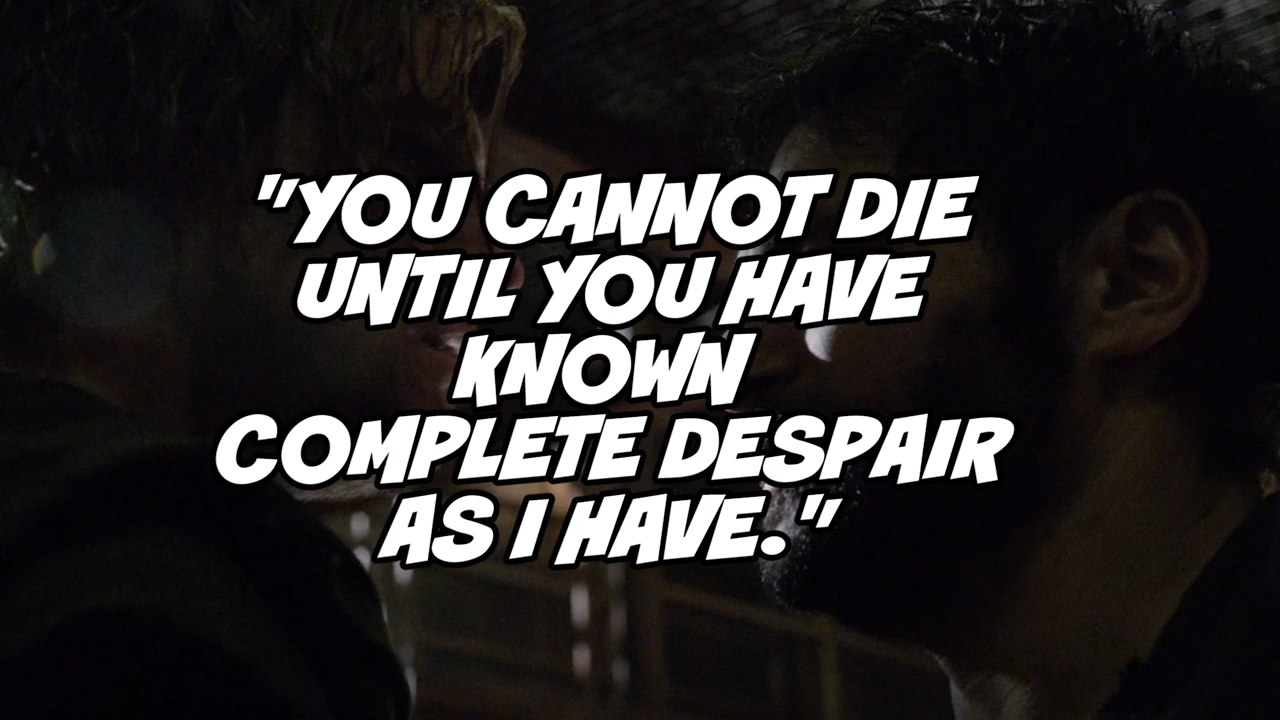 "YOU CANNOT DIE
UNTIL YOU HAVE
KNOWN
COMPLETE DESPAIR
AS I HAVE."